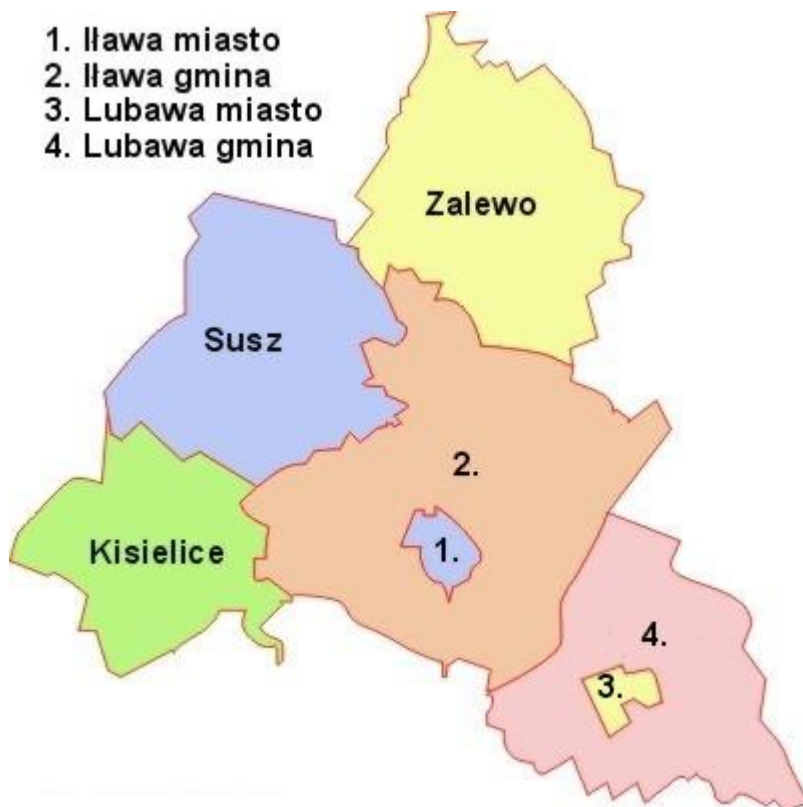 1. Iława miasto
2. Iława gmina
3. Lubawa miasto
4. Lubawa gmina
Zalewo
Susz
2.
1.
Kisielice
4.
3.